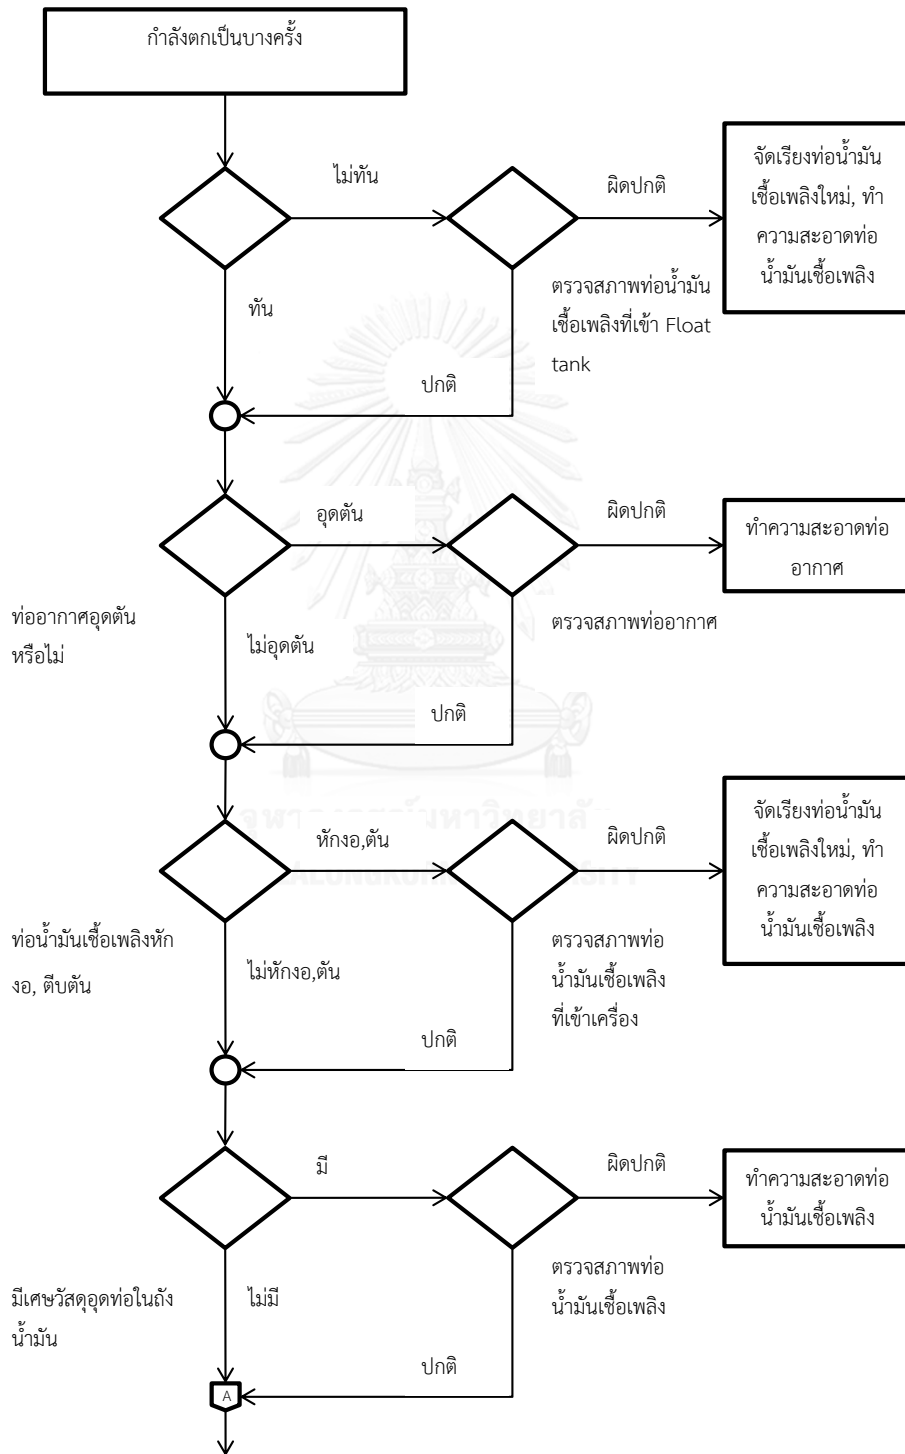 กำลังตกเป็นบางครั้ง
ไม่ทัน
ผิดปกติ
จัดเรียงท่อน้ำมัน
เชื้อเพลิงใหม่, ทำ
ความสะอาดท่อ
น้ำมันเชื้อเพลิง
ทัน
ตรวจสภาพท่อน้ำมัน
เชื้อเพลิงที่เข้า Float
tank
ปกติ
อุดตัน
ผิดปกติ
ทำความสะอาดท่อ
อากาศ
ท่ออากาศอุดตัน
หรือไม่
ไม่อุดตัน
ตรวจสภาพท่ออากาศ
ปกติ
หักงอ,ตัน
ผิดปกติ
จัดเรียงท่อน้ำมัน
เชื้อเพลิงใหม่, ทำ
ความสะอาดท่อ
น้ำมันเชื้อเพลิง
ท่อน้ำมันเชื้อเพลิงหัก
งอ, ตีบตัน
ไม่หักงอ,ตัน
ตรวจสภาพท่อ
น้ำมันเชื้อเพลิง
ที่เข้าเครื่อง
ปกติ
มี
ผิดปกติ
ทำความสะอาดท่อ
น้ำมันเชื้อเพลิง
มีเศษวัสดุอุดท่อในถัง
น้ำมัน
ไม่มี
ตรวจสภาพท่อ
น้ำมันเชื้อเพลิง
ปกติ
A